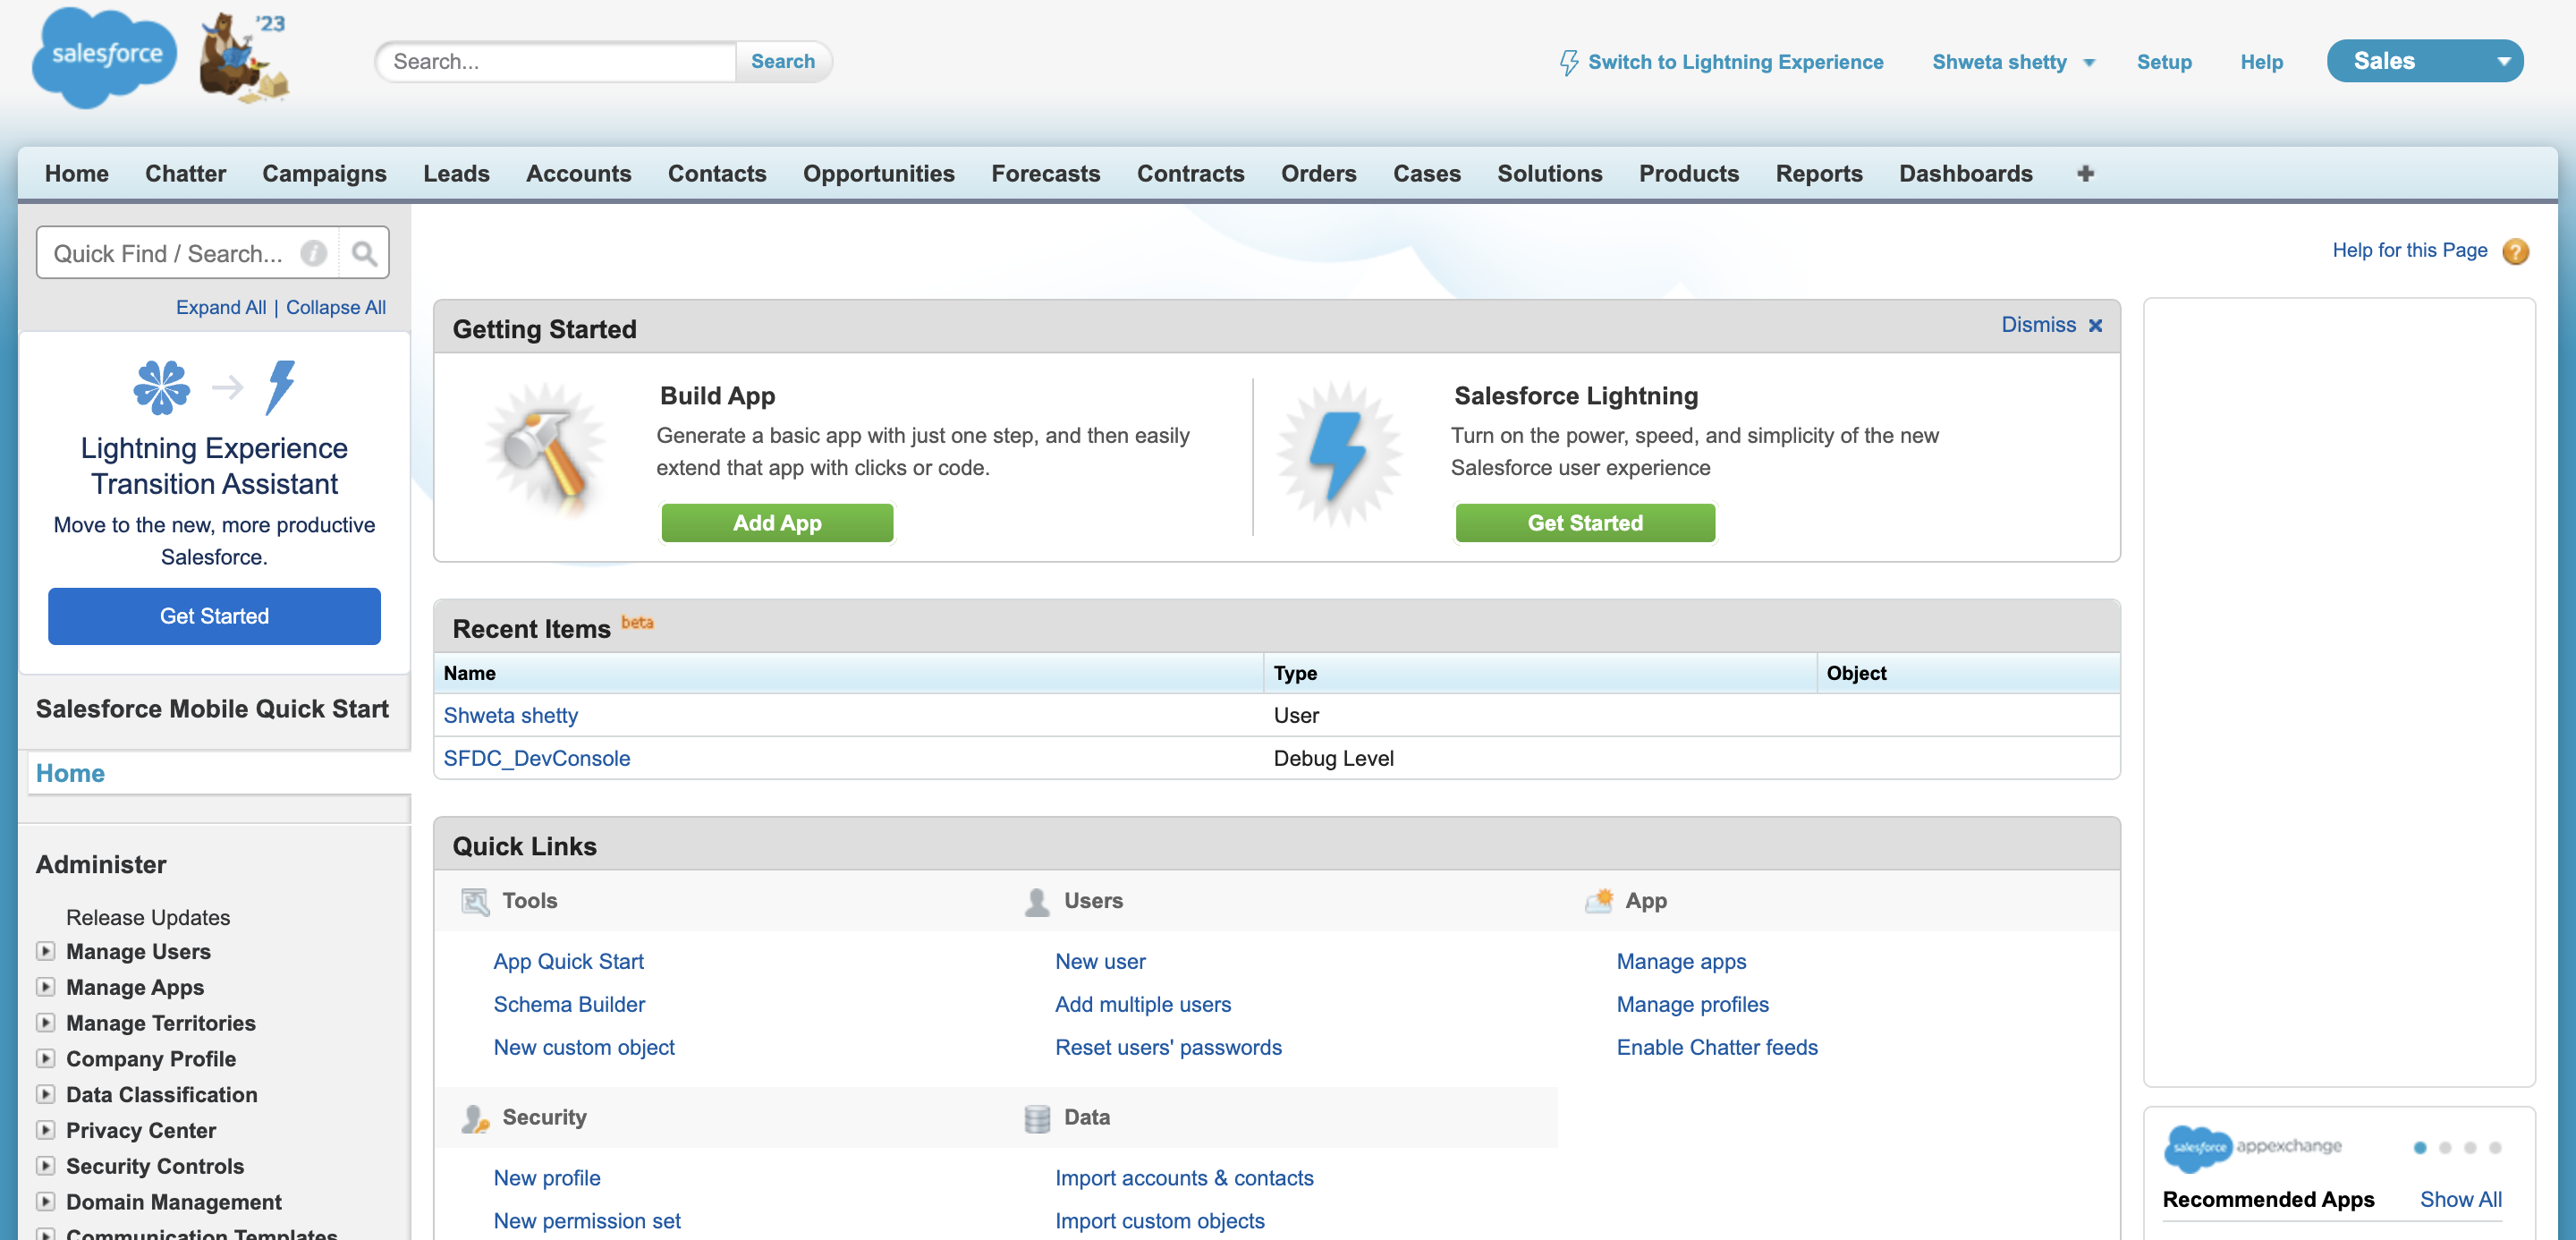 salesforce
'23
Search...
Search
Switch to Lightning Experience
Shweta shetty
Setup
Help
Sales
Home Chatter Campaigns Leads Accounts Contacts Opportunities Forecasts Contracts Orders Cases Solutions Products Reports Dashboards +
Quick Find / Search...
Expand All | Collapse All
Lightning Experience
Transition Assistant
Move to the new, more productive
Salesforce.
Get Started
Salesforce Mobile Quick Start
Home
Administer
Release Updates
Manage Users
Manage Apps
Manage Territories
Company Profile
Data Classification
Privacy Center
Security Controls
Domain Management
Communication Templates
Help for this Page ?
Getting Started
Dismiss
Build App
Generate a basic app with just one step, and then easily
extend that app with clicks or code.
Add App
Salesforce Lightning
Turn on the power, speed, and simplicity of the new
Salesforce user experience
Get Started
Recent Items beta
Name Type Object
Shweta shetty User
SFDC_DevConsole Debug Level
Quick Links
Tools
App Quick Start
Schema Builder
New custom object
Users
New user
Add multiple users
Reset users' passwords
App
Manage apps
Manage profiles
Enable Chatter feeds
Security
New profile
New permission set
Data
Import accounts & contacts
Import custom objects
salesforce appexchange
Recommended Apps Show All